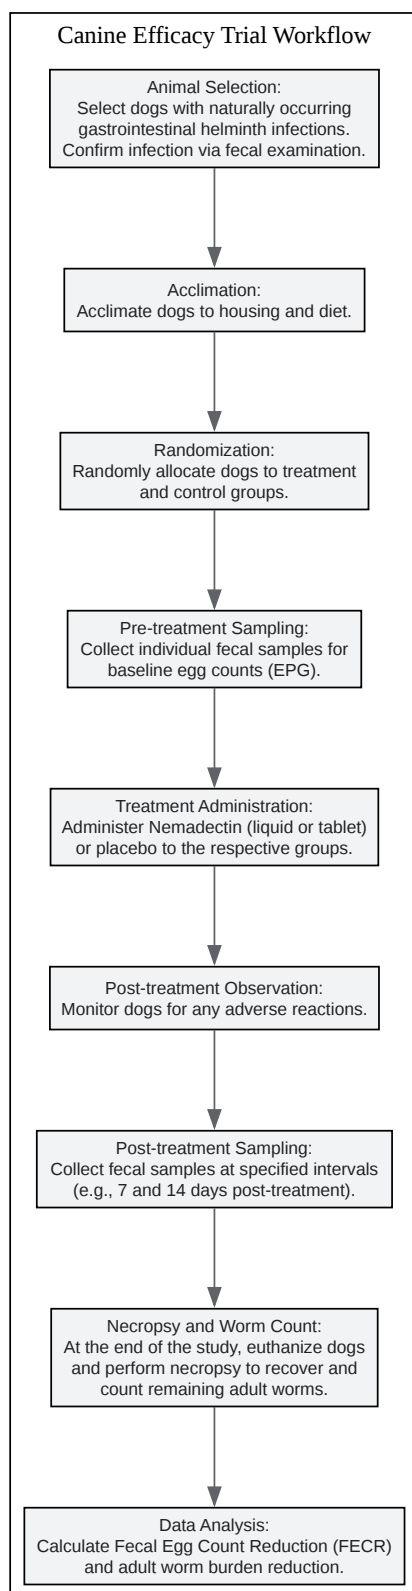 Canine Efficacy Trial Workflow
Animal Selection:
Select dogs with naturally occurring
gastrointestinal helminth infections.
Confirm infection via fecal examination.
Acclimation:
Acclimate dogs to housing and diet.
Randomization:
Randomly allocate dogs to treatment
and control groups.
Pre-treatment Sampling:
Collect individual fecal samples for
baseline egg counts (EPG).
Treatment Administration:
Administer Nemadectin (liquid or tablet)
or placebo to the respective groups.
Post-treatment Observation:
Monitor dogs for any adverse reactions.
Post-treatment Sampling:
Collect fecal samples at specified intervals
(e.g., 7 and 14 days post-treatment).
Necropsy and Worm Count:
At the end of the study, euthanize dogs
and perform necropsy to recover and
count remaining adult worms.
Data Analysis:
Calculate Fecal Egg Count Reduction (FECR)
and adult worm burden reduction.